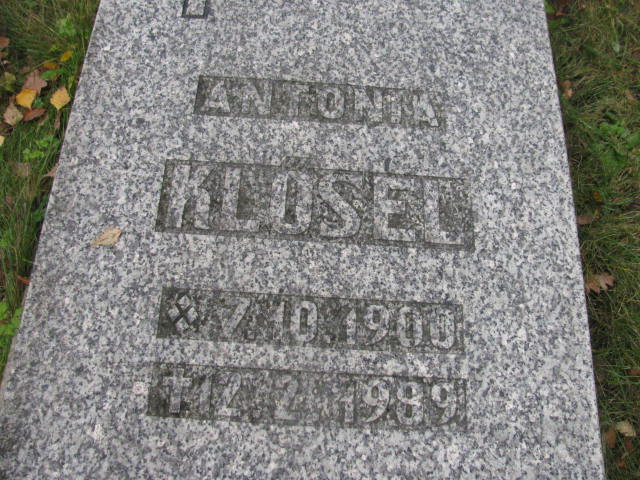 ANTONIA
KLÖSEL
7.10.1900
†12.2.1989